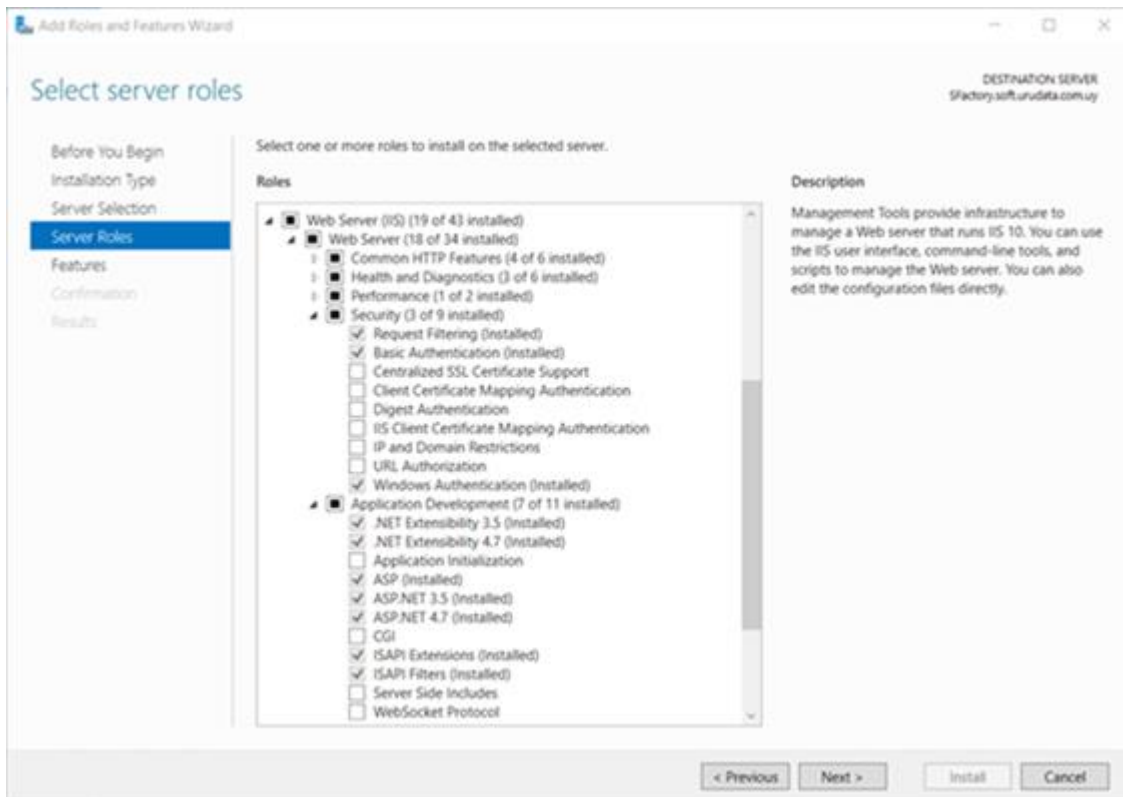 Add Roles and Features Wizard
Select server roles
DESTINATION SERVER
SFactory.soft.urudata.com.uy
Before You Begin
Installation Type
Server Selection
Server Roles
Features
Confirmation
Results
Select one or more roles to install on the selected server.
Roles
Web Server (IIS) (19 of 43 installed)
Web Server (18 of 34 installed)
Common HTTP Features (4 of 6 installed)
Health and Diagnostics (3 of 6 installed)
Performance (1 of 2 installed)
Security (3 of 9 installed)
Request Filtering (Installed)
Basic Authentication (Installed)
Centralized SSL Certificate Support
Client Certificate Mapping Authentication
Digest Authentication
IIS Client Certificate Mapping Authentication
IP and Domain Restrictions
URL Authorization
Windows Authentication (Installed)
Application Development (7 of 11 installed)
.NET Extensibility 3.5 (Installed)
.NET Extensibility 4.7 (Installed)
Application Initialization
ASP (Installed)
ASP.NET 3.5 (Installed)
ASP.NET 4.7 (Installed)
CGI
ISAPI Extensions (Installed)
ISAPI Filters (Installed)
Server Side Includes
WebSocket Protocol
Description
Management Tools provide infrastructure to
manage a Web server that runs IIS 10. You can use
the IIS user interface, command-line tools, and
scripts to manage the Web server. You can also
edit the configuration files directly.
< Previous
Next >
Install
Cancel